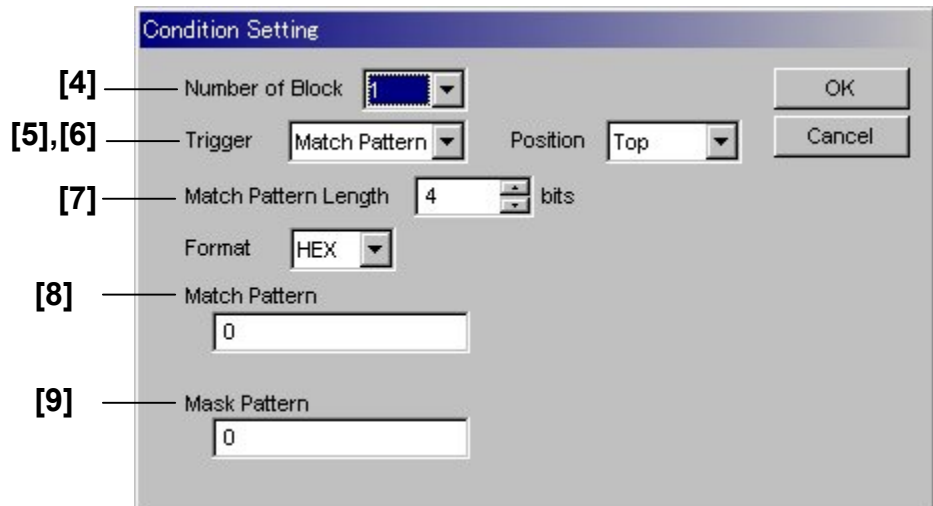 Condition Setting
[4] Number of Block 1 OK
[5],[6] Trigger Match Pattern Position Top Cancel
[7] Match Pattern Length 4 bits
Format HEX
[8] Match Pattern
0
[9] Mask Pattern
0